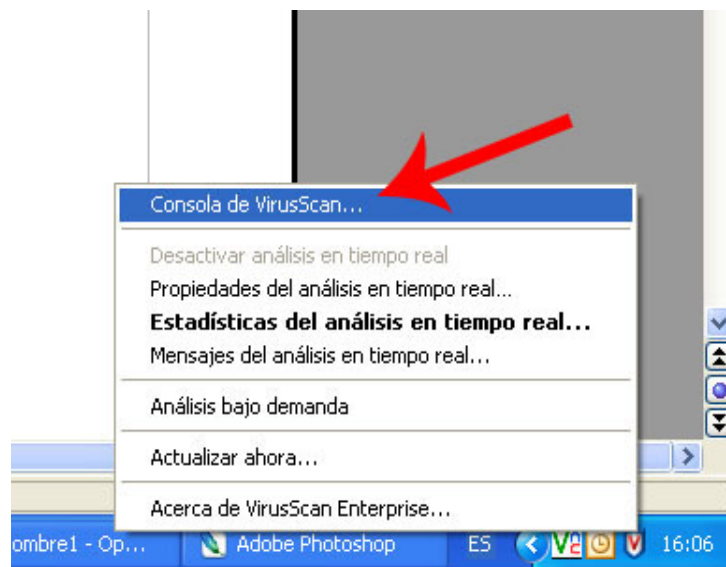 Consola de VirusScan...
Desactivar análisis en tiempo real
Propiedades del análisis en tiempo real...
Estadísticas del análisis en tiempo real...
Mensajes del análisis en tiempo real...
Análisis bajo demanda
Actualizar ahora...
Acerca de VirusScan Enterprise...
ombre1 - Op... Adobe Photoshop ES 16:06